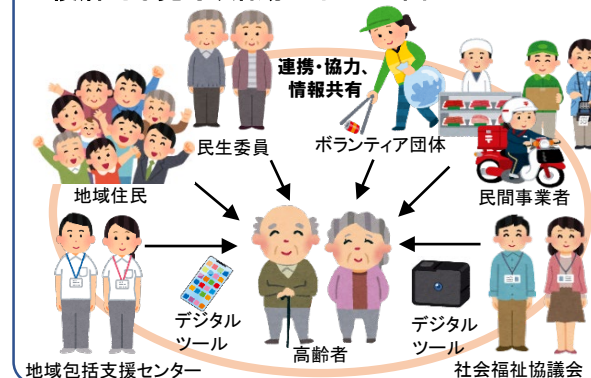 連携・協力、
情報共有
民生委員
ボランティア団体
地域住民
民間事業者
デジタル
ツール
高齢者
デジタル
ツール
地域包括支援センター
社会福祉協議会